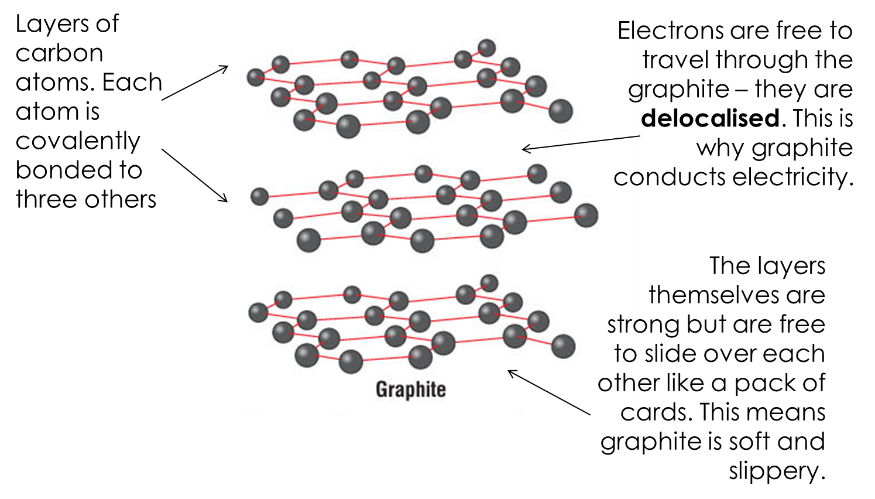 Layers of
carbon
atoms. Each
atom is
covalently
bonded to
three others
Electrons are free to
travel through the
graphite – they are
delocalised. This is
why graphite
conducts electricity.
The layers
themselves are
strong but are free
to slide over each
other like a pack of
cards. This means
graphite is soft and
slippery.
Graphite